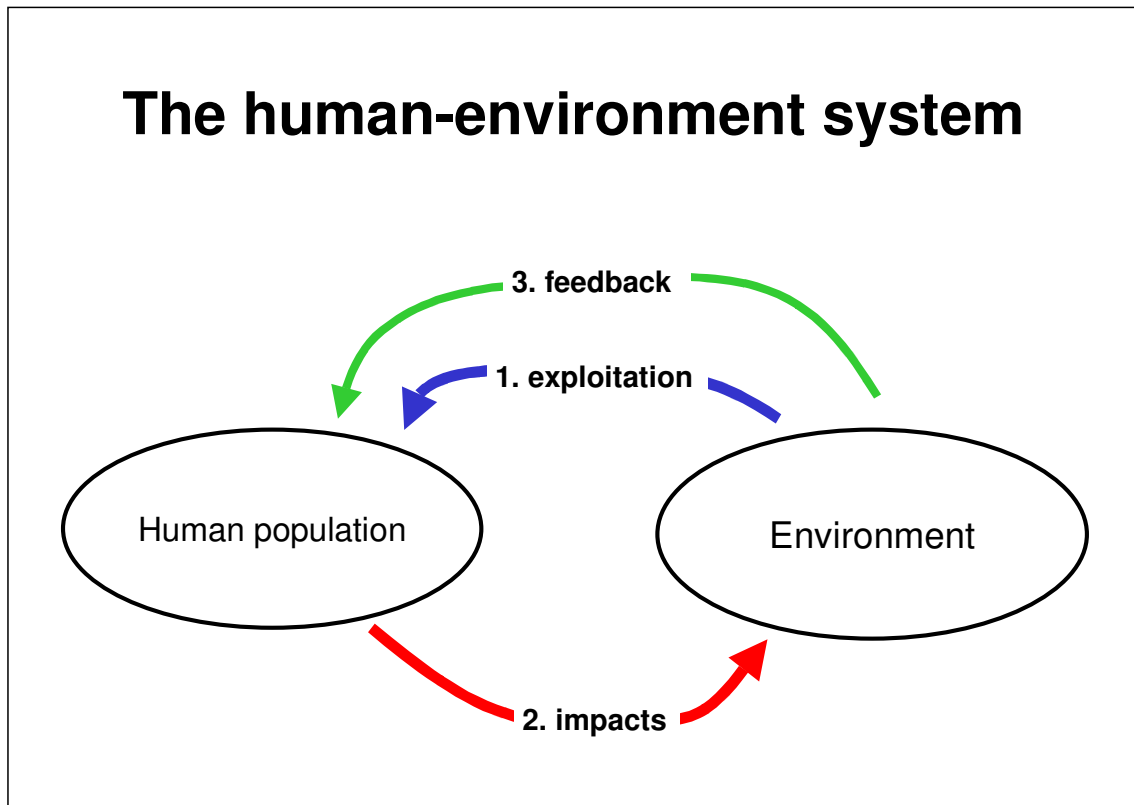 The human-environment system
3. feedback
1. exploitation
Human population
Environment
2. impacts